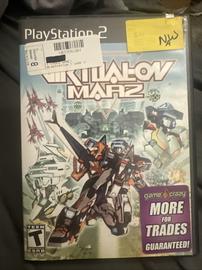 PlayStation 2
NW
VIRTUAL-ON
MARZ
game crazy
MORE
FOR
TRADES
GUARANTEED!
T